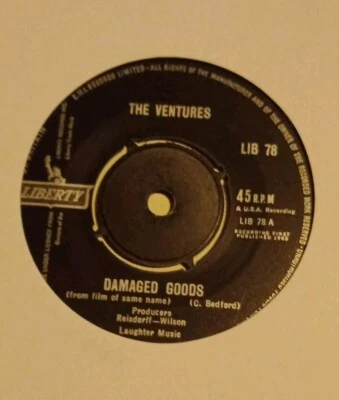 E.M.I. RECORDS LIMITED · ALL RIGHTS OF THE MANUFACTURER AND OF THE OWNER OF THE RECORDED WORK RESERVED
THE VENTURES
LIB 78
LIBERTY
45 R.P.M
A U.S.A. Recording
LIB 78 A
RECORDING FIRST
PUBLISHED
DAMAGED GOODS
(from film of same name) (C. Bedford)
Producers
Reisdorff-Wilson
Laughter Music